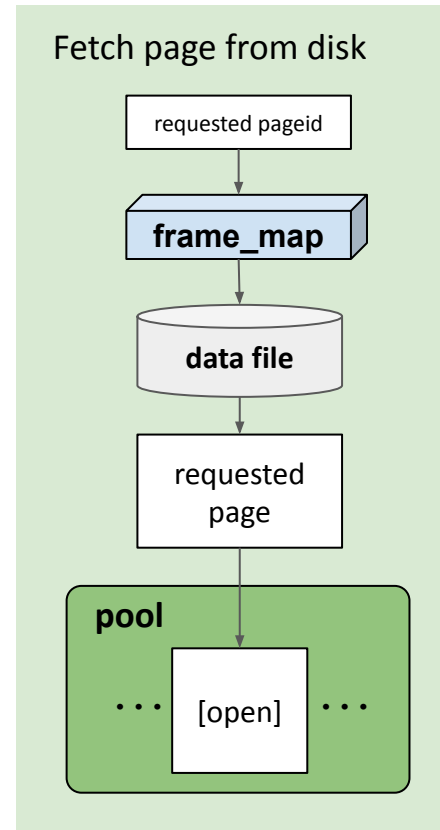 Fetch page from disk
requested pageid
frame_map
data file
requested
page
pool
... [open] ...